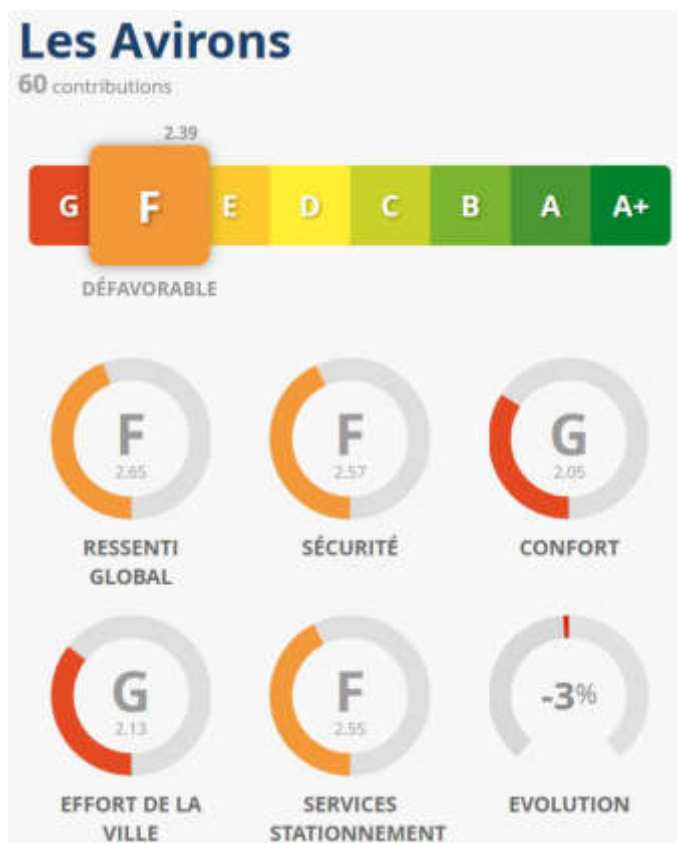 Les Avirons
60 contributions
2.39
G F E D C B A A+
DÉFAVORABLE
F
2.65
RESSENTI
GLOBAL
F
2.57
SÉCURITÉ
G
2.05
CONFORT
G
2.13
EFFORT DE LA
VILLE
F
2.55
SERVICES
STATIONNEMENT
-3%
EVOLUTION